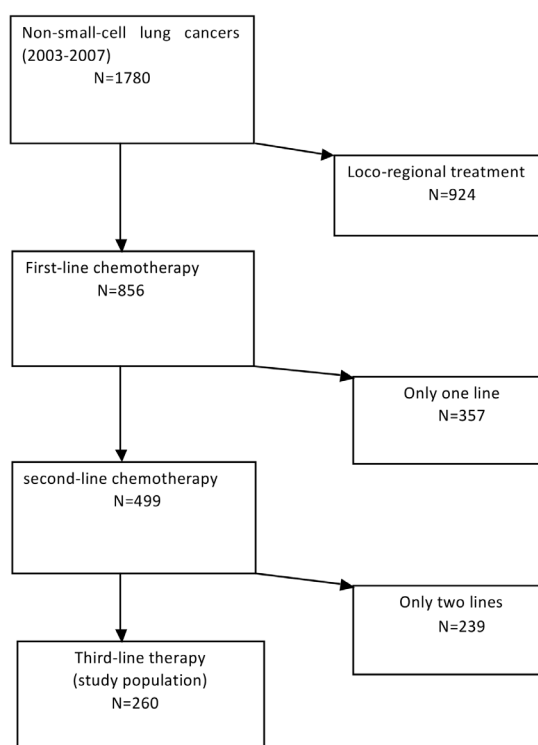 Non-small-cell lung cancers
(2003-2007)
N=1780
Loco-regional treatment
N=924
First-line chemotherapy
N=856
Only one line
N=357
second-line chemotherapy
N=499
Only two lines
N=239
Third-line therapy
(study population)
N=260